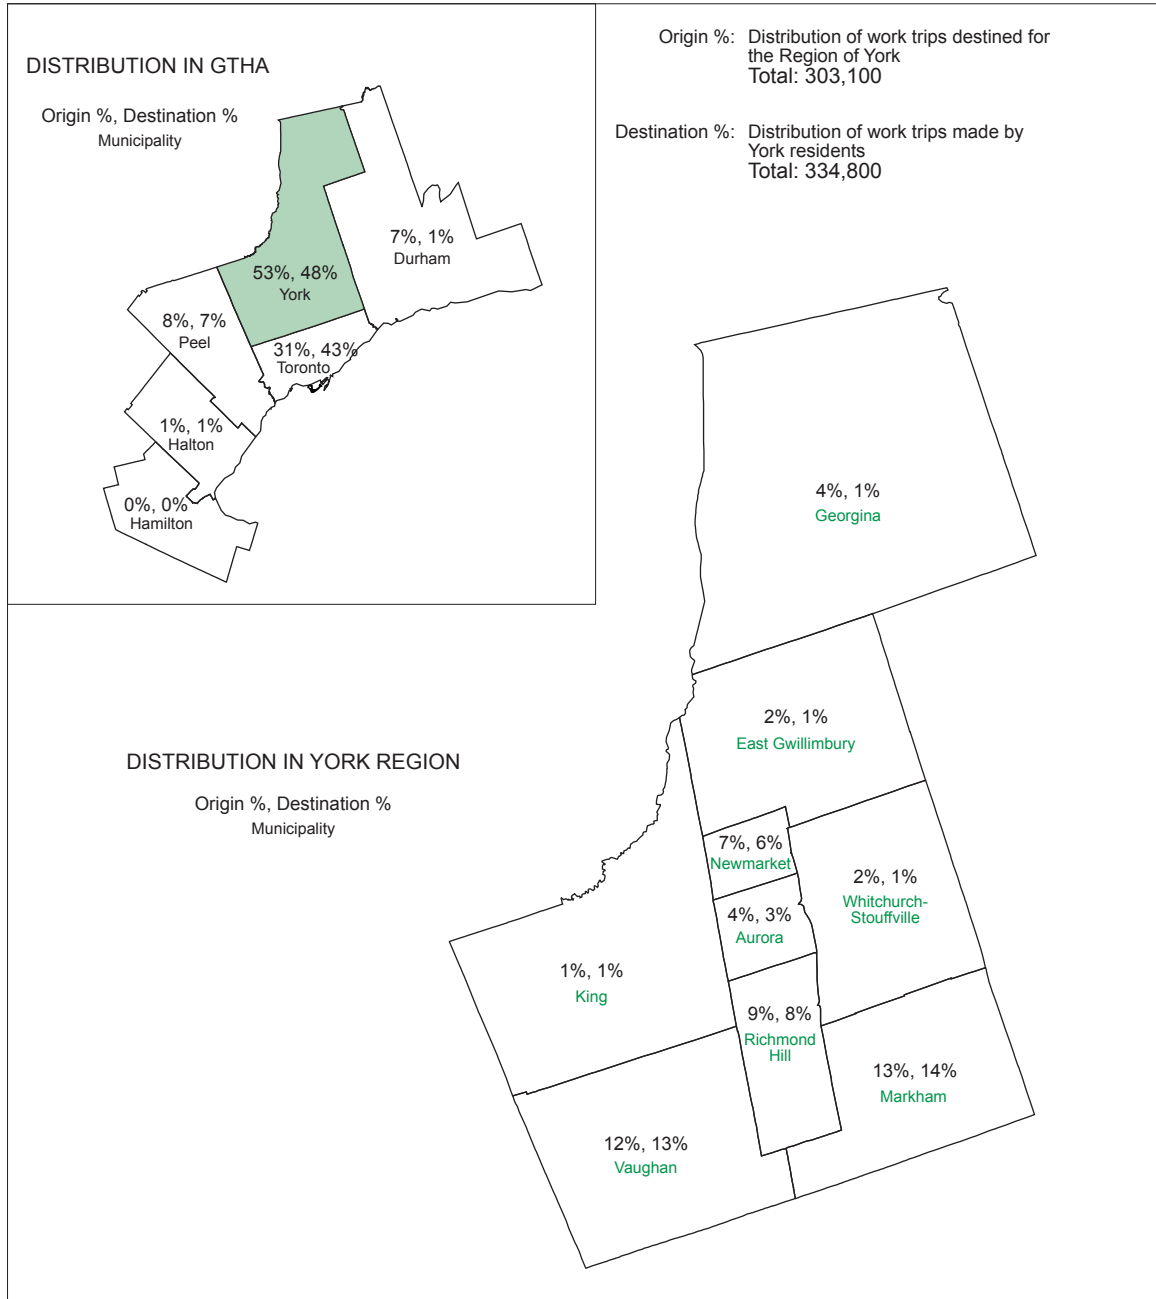 DISTRIBUTION IN GTHA
Origin %, Destination %
Municipality
Origin %: Distribution of work trips destined for
the Region of York
Total: 303,100
Destination %: Distribution of work trips made by
York residents
Total: 334,800
7%, 1%
Durham
53%, 48%
York
8%, 7%
Peel
31%, 43%
Toronto
1%, 1%
Halton
0%, 0%
Hamilton
DISTRIBUTION IN YORK REGION
Origin %, Destination %
Municipality
4%, 1%
Georgina
2%, 1%
East Gwillimbury
7%, 6%
Newmarket
2%, 1%
Whitchurch-
Stouffville
4%, 3%
Aurora
1%, 1%
King
9%, 8%
Richmond
Hill
13%, 14%
Markham
12%, 13%
Vaughan